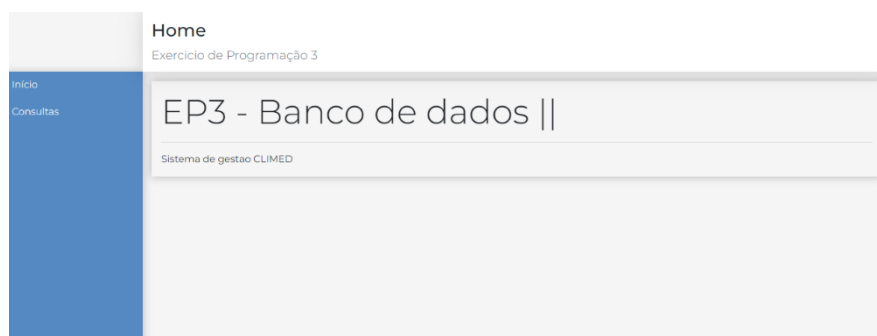 Home
Exercicio de Programação 3
Início
Consultas
EP3 - Banco de dados ||
Sistema de gestao CLIMED